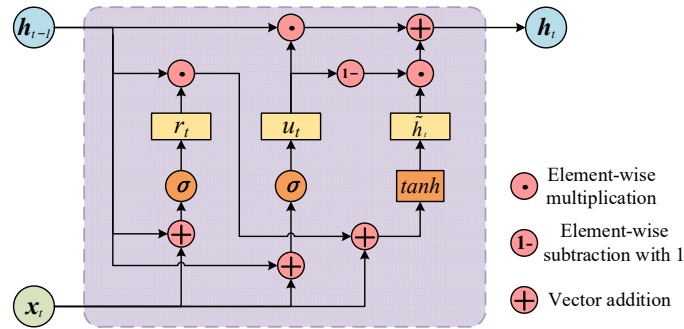 h_{t-1}
h_t
1-
r_t
u_t
h̃_t
σ
σ
tanh
x_t
Element-wise
multiplication
1-
Element-wise
subtraction with 1
Vector addition